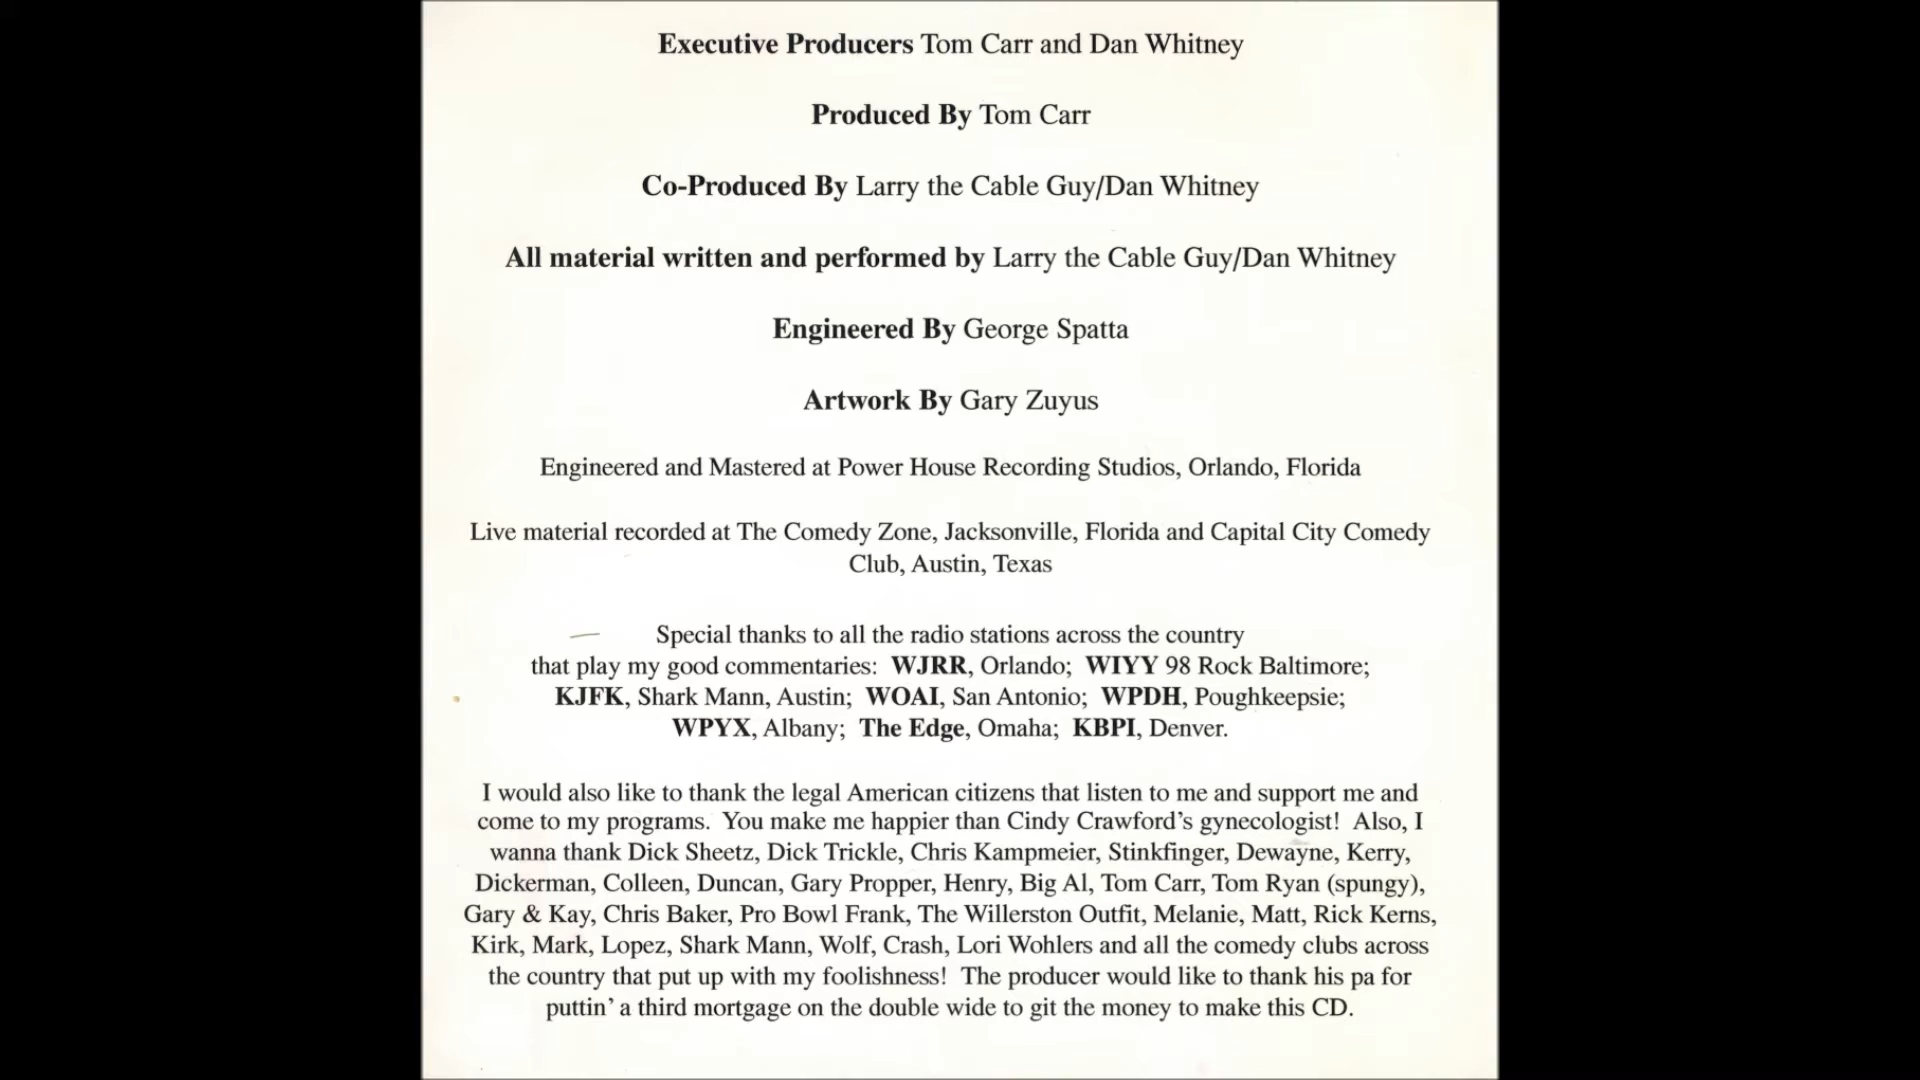 Executive Producers Tom Carr and Dan Whitney
Produced By Tom Carr
Co-Produced By Larry the Cable Guy/Dan Whitney
All material written and performed by Larry the Cable Guy/Dan Whitney
Engineered By George Spatta
Artwork By Gary Zuyus
Engineered and Mastered at Power House Recording Studios, Orlando, Florida
Live material recorded at The Comedy Zone, Jacksonville, Florida and Capital City Comedy
Club, Austin, Texas
Special thanks to all the radio stations across the country
that play my good commentaries: WJRR, Orlando; WIYY 98 Rock Baltimore;
KJFK, Shark Mann, Austin; WOAI, San Antonio; WPDH, Poughkeepsie;
WPYX, Albany; The Edge, Omaha; KBPI, Denver.
I would also like to thank the legal American citizens that listen to me and support me and
come to my programs. You make me happier than Cindy Crawford's gynecologist! Also, I
wanna thank Dick Sheetz, Dick Trickle, Chris Kampmeier, Stinkfinger, Dewayne, Kerry,
Dickerman, Colleen, Duncan, Gary Propper, Henry, Big Al, Tom Carr, Tom Ryan (spungy),
Gary & Kay, Chris Baker, Pro Bowl Frank, The Willerston Outfit, Melanie, Matt, Rick Kerns,
Kirk, Mark, Lopez, Shark Mann, Wolf, Crash, Lori Wohlers and all the comedy clubs across
the country that put up with my foolishness! The producer would like to thank his pa for
puttin' a third mortgage on the double wide to git the money to make this CD.